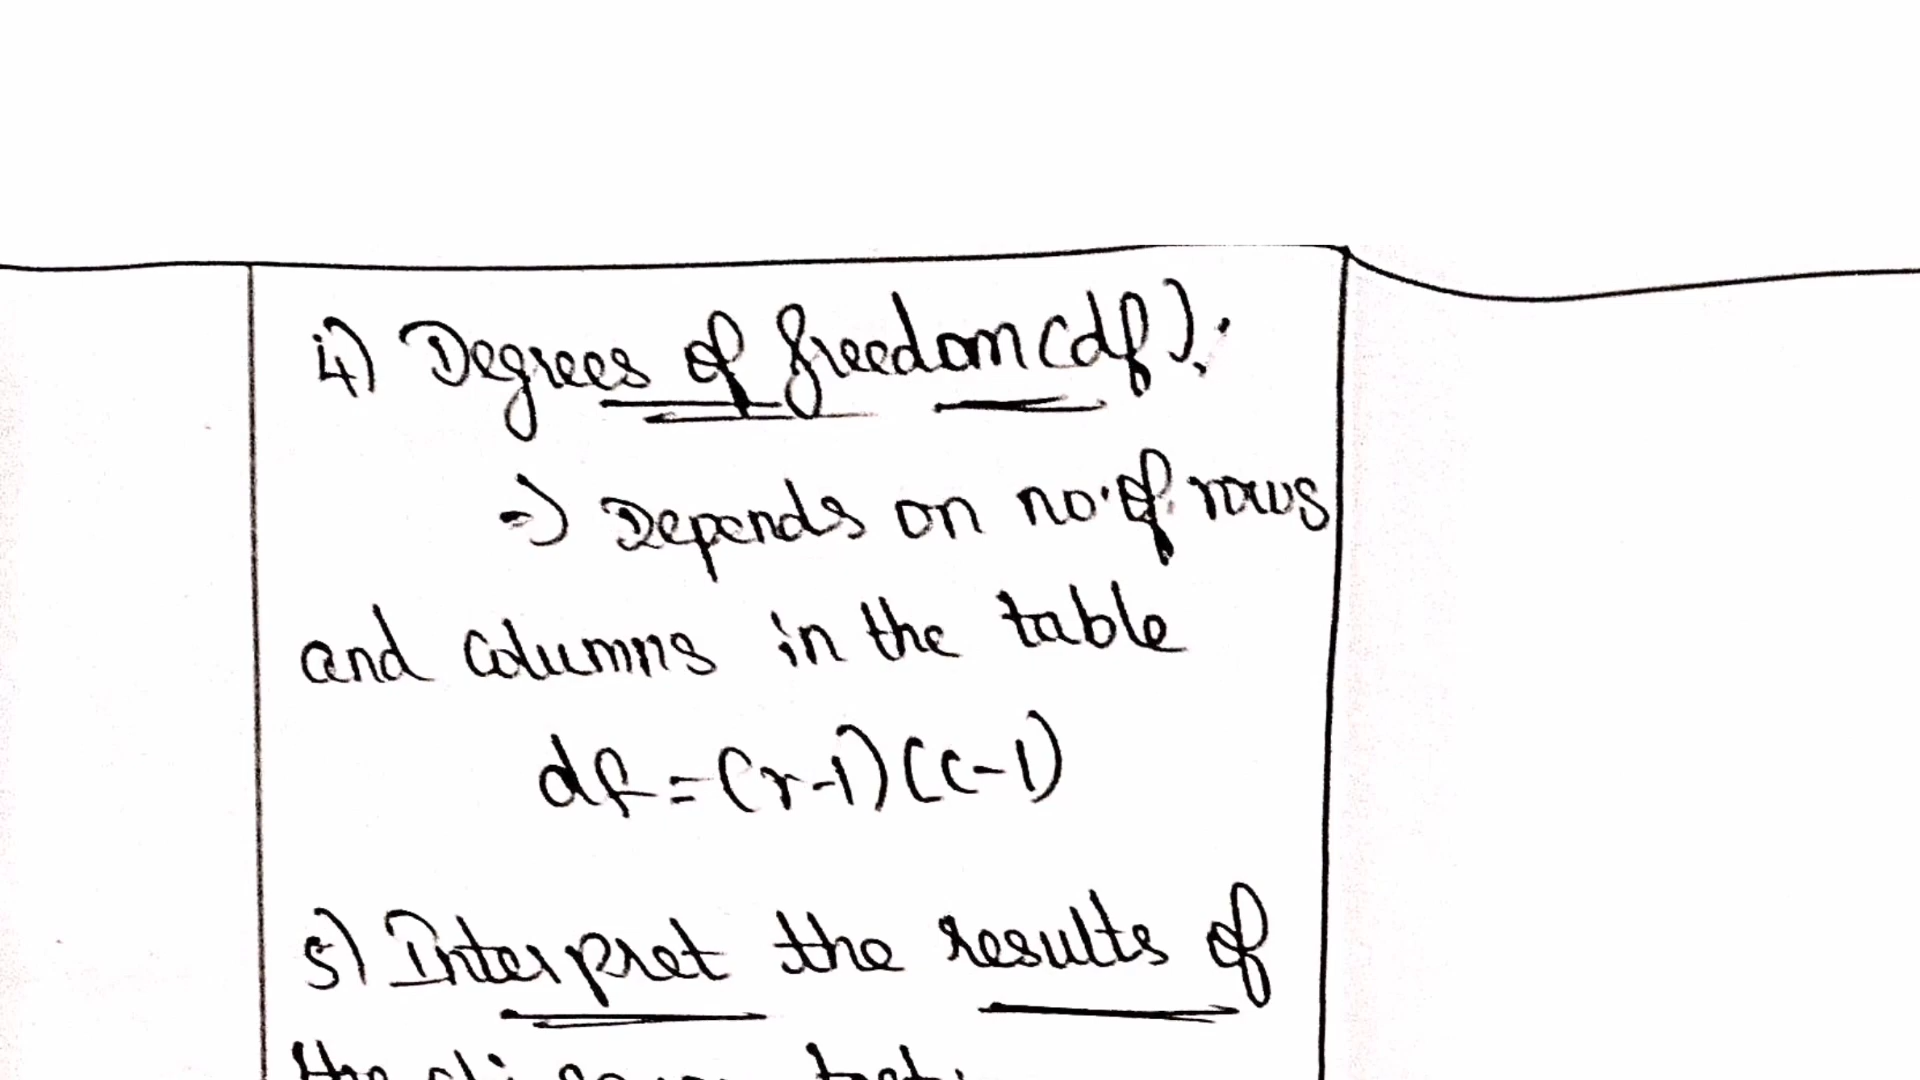 4) Degrees of freedom (df):
=) Depends on no. of rows
and columns in the table
df = (r-1) (c-1)
5) Interpret the results of
the